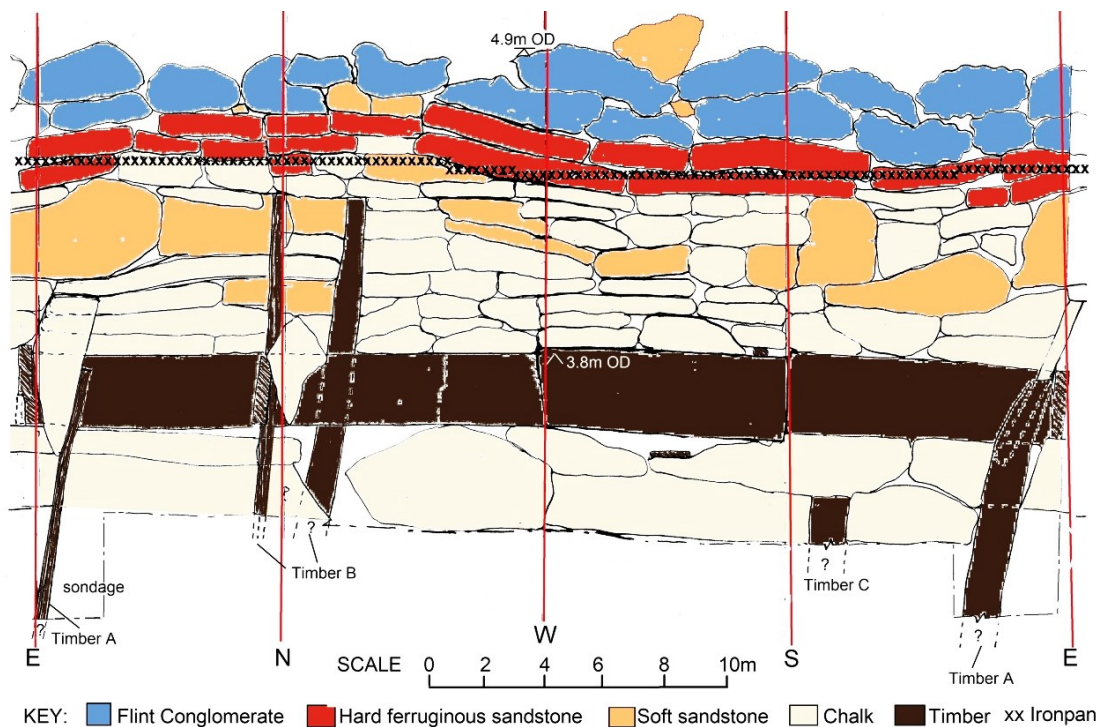 4.9m OD
xxxxxxxxxxxxxxxxxxxxxxxxxxxxxxxxxxxxxxxxxxxxxxxxxxxxxxxxxxxxxxxxxxxx
3.8m OD
?
?
Timber B
?
Timber C
sondage
?
Timber A
?
Timber A
E N W S E
SCALE 0 2 4 6 8 10m
KEY: Flint Conglomerate Hard ferruginous sandstone Soft sandstone Chalk Timber xx Ironpan